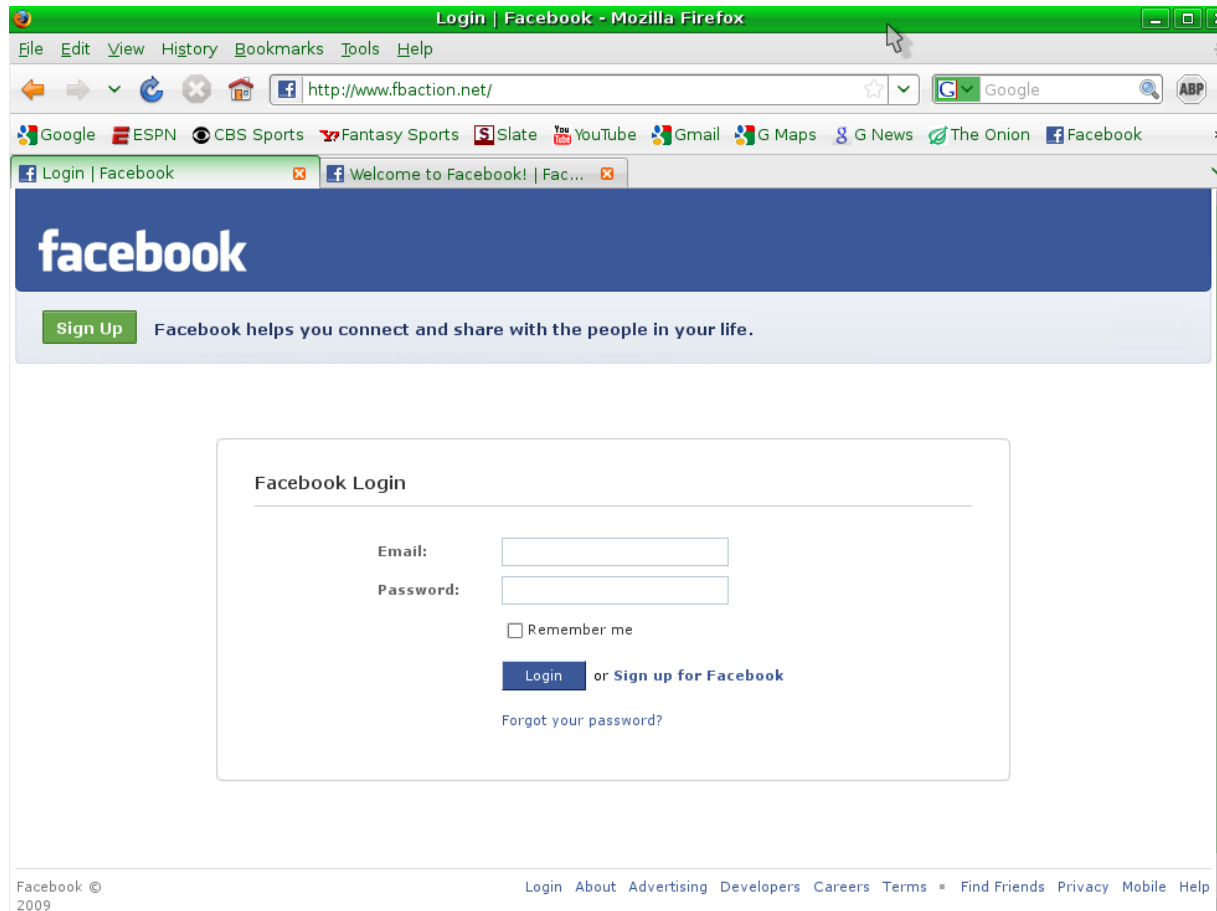 Login | Facebook - Mozilla Firefox
File Edit View History Bookmarks Tools Help
http://www.fbaction.net/ G Google ABP
Google ESPN CBS Sports Fantasy Sports S Slate You Tube YouTube Gmail G Maps g G News The Onion f Facebook
f Login | Facebook f Welcome to Facebook! | Fac...
facebook
Sign Up Facebook helps you connect and share with the people in your life.
Facebook Login
Email:
Password:
Remember me
Login or Sign up for Facebook
Forgot your password?
Facebook © Login About Advertising Developers Careers Terms Find Friends Privacy Mobile Help
2009